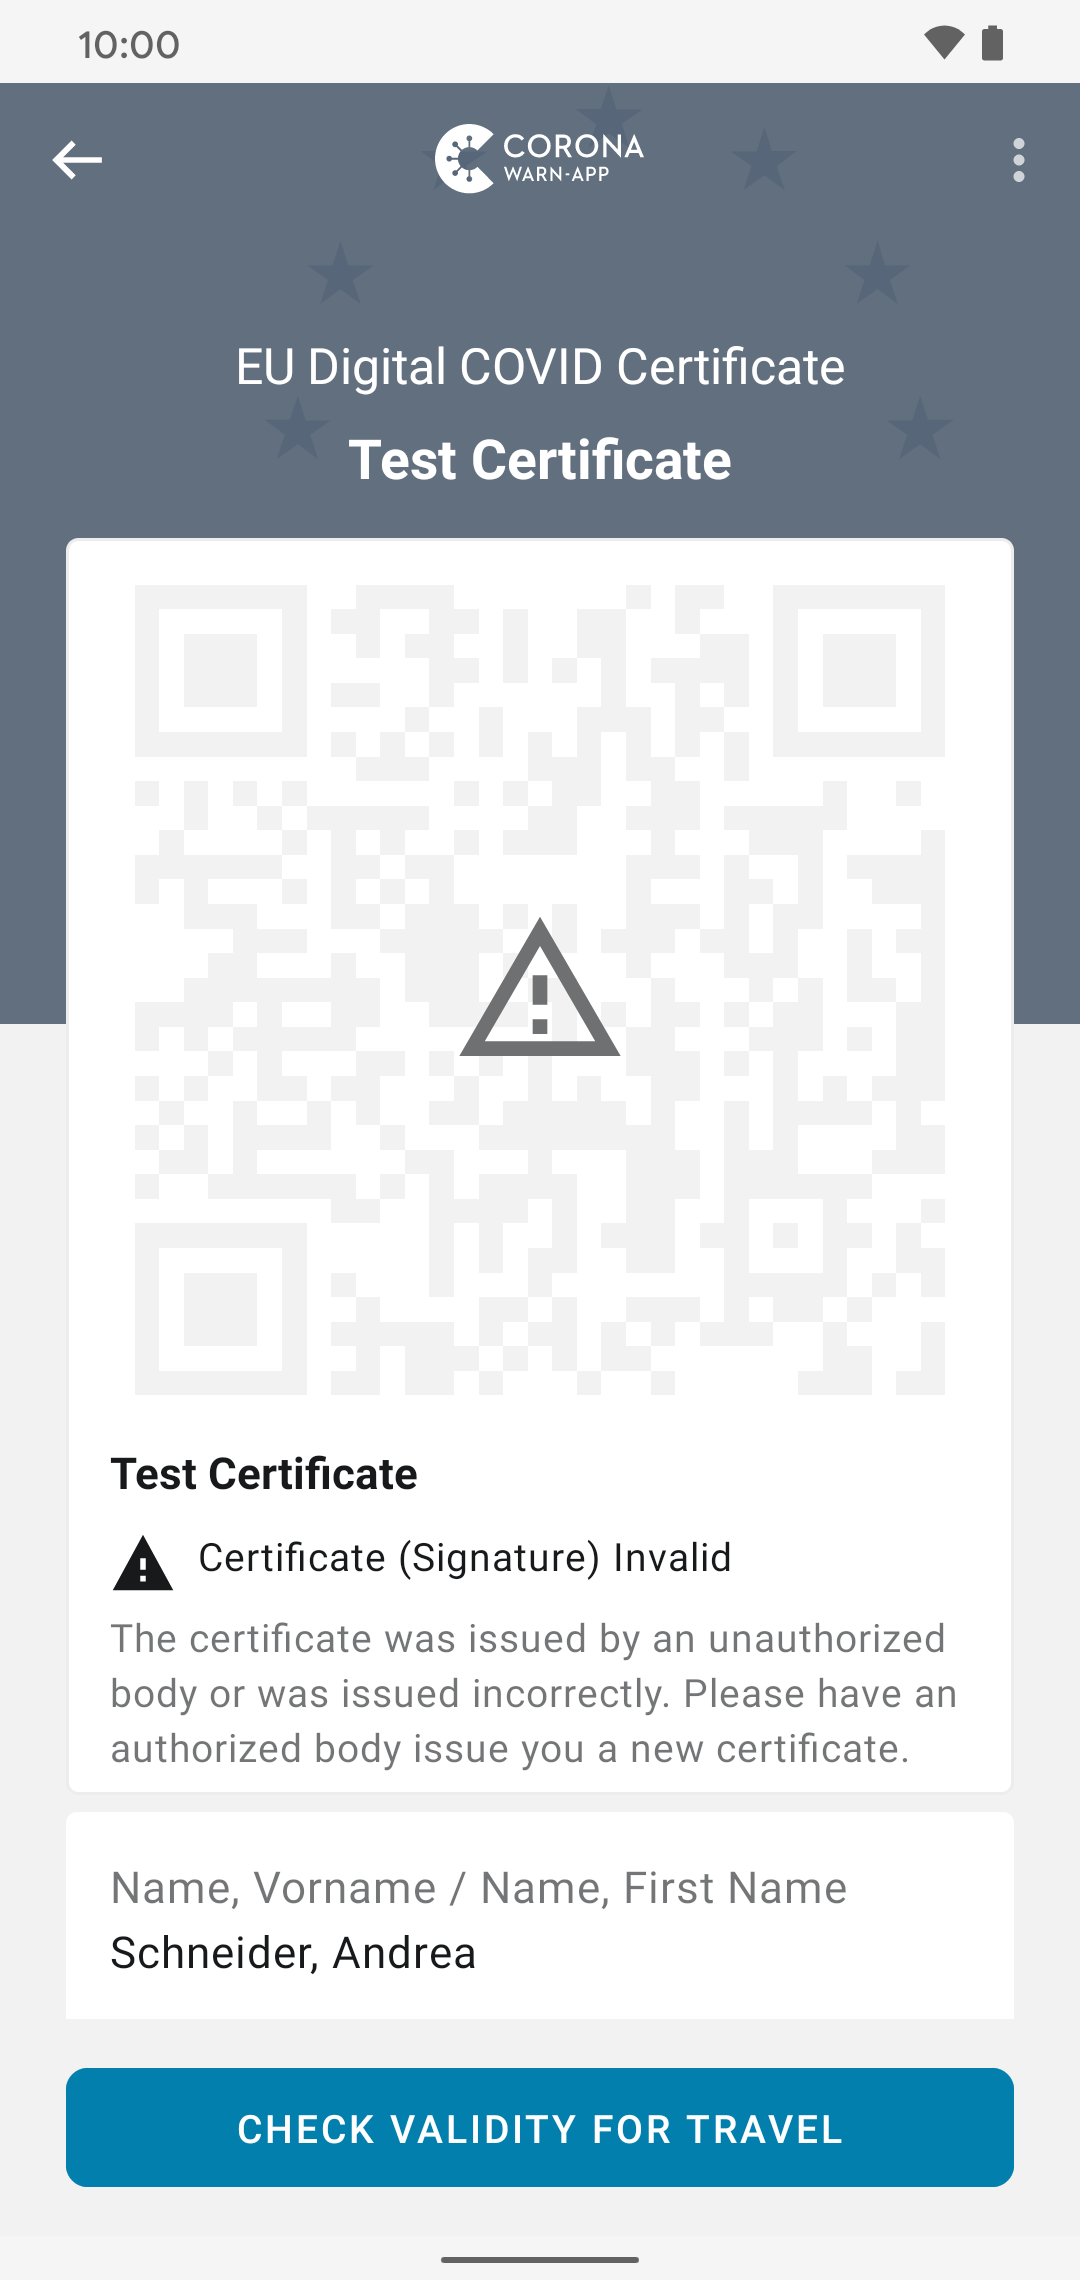 10:00
CORONA
WARN-APP
EU Digital COVID Certificate
Test Certificate
Test Certificate
Certificate (Signature) Invalid
The certificate was issued by an unauthorized
body or was issued incorrectly. Please have an
authorized body issue you a new certificate.
Name, Vorname / Name, First Name
Schneider, Andrea
CHECK VALIDITY FOR TRAVEL